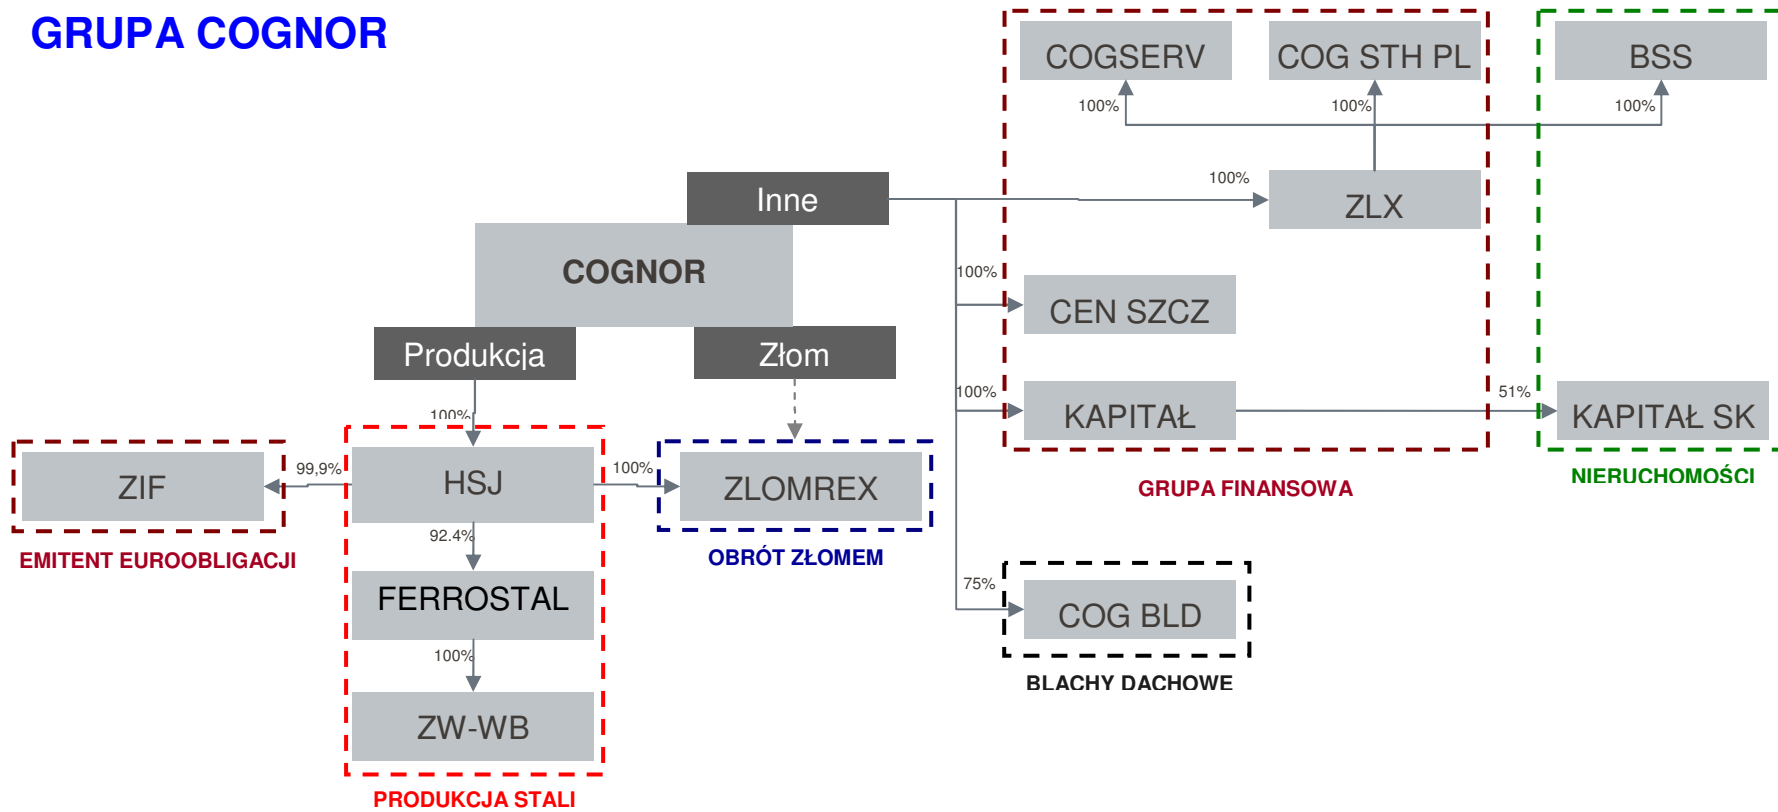 GRUPA COGNOR
COGSERV
COG STH PL
BSS
100%
100%
100%
Inne
100%
ZLX
COGNOR
100%
CEN SZCZ
Produkcja
Złom
100%
KAPITAŁ
51%
KAPITAŁ SK
100%
ZIF
99,9%
HSJ
100%
ZLOMREX
GRUPA FINANSOWA
NIERUCHOMOŚCI
EMITENT EUROOBLIGACJI
92.4%
OBRÓT ZŁOMEM
FERROSTAL
75%
COG BLD
100%
BLACHY DACHOWE
ZW-WB
PRODUKCJA STALI